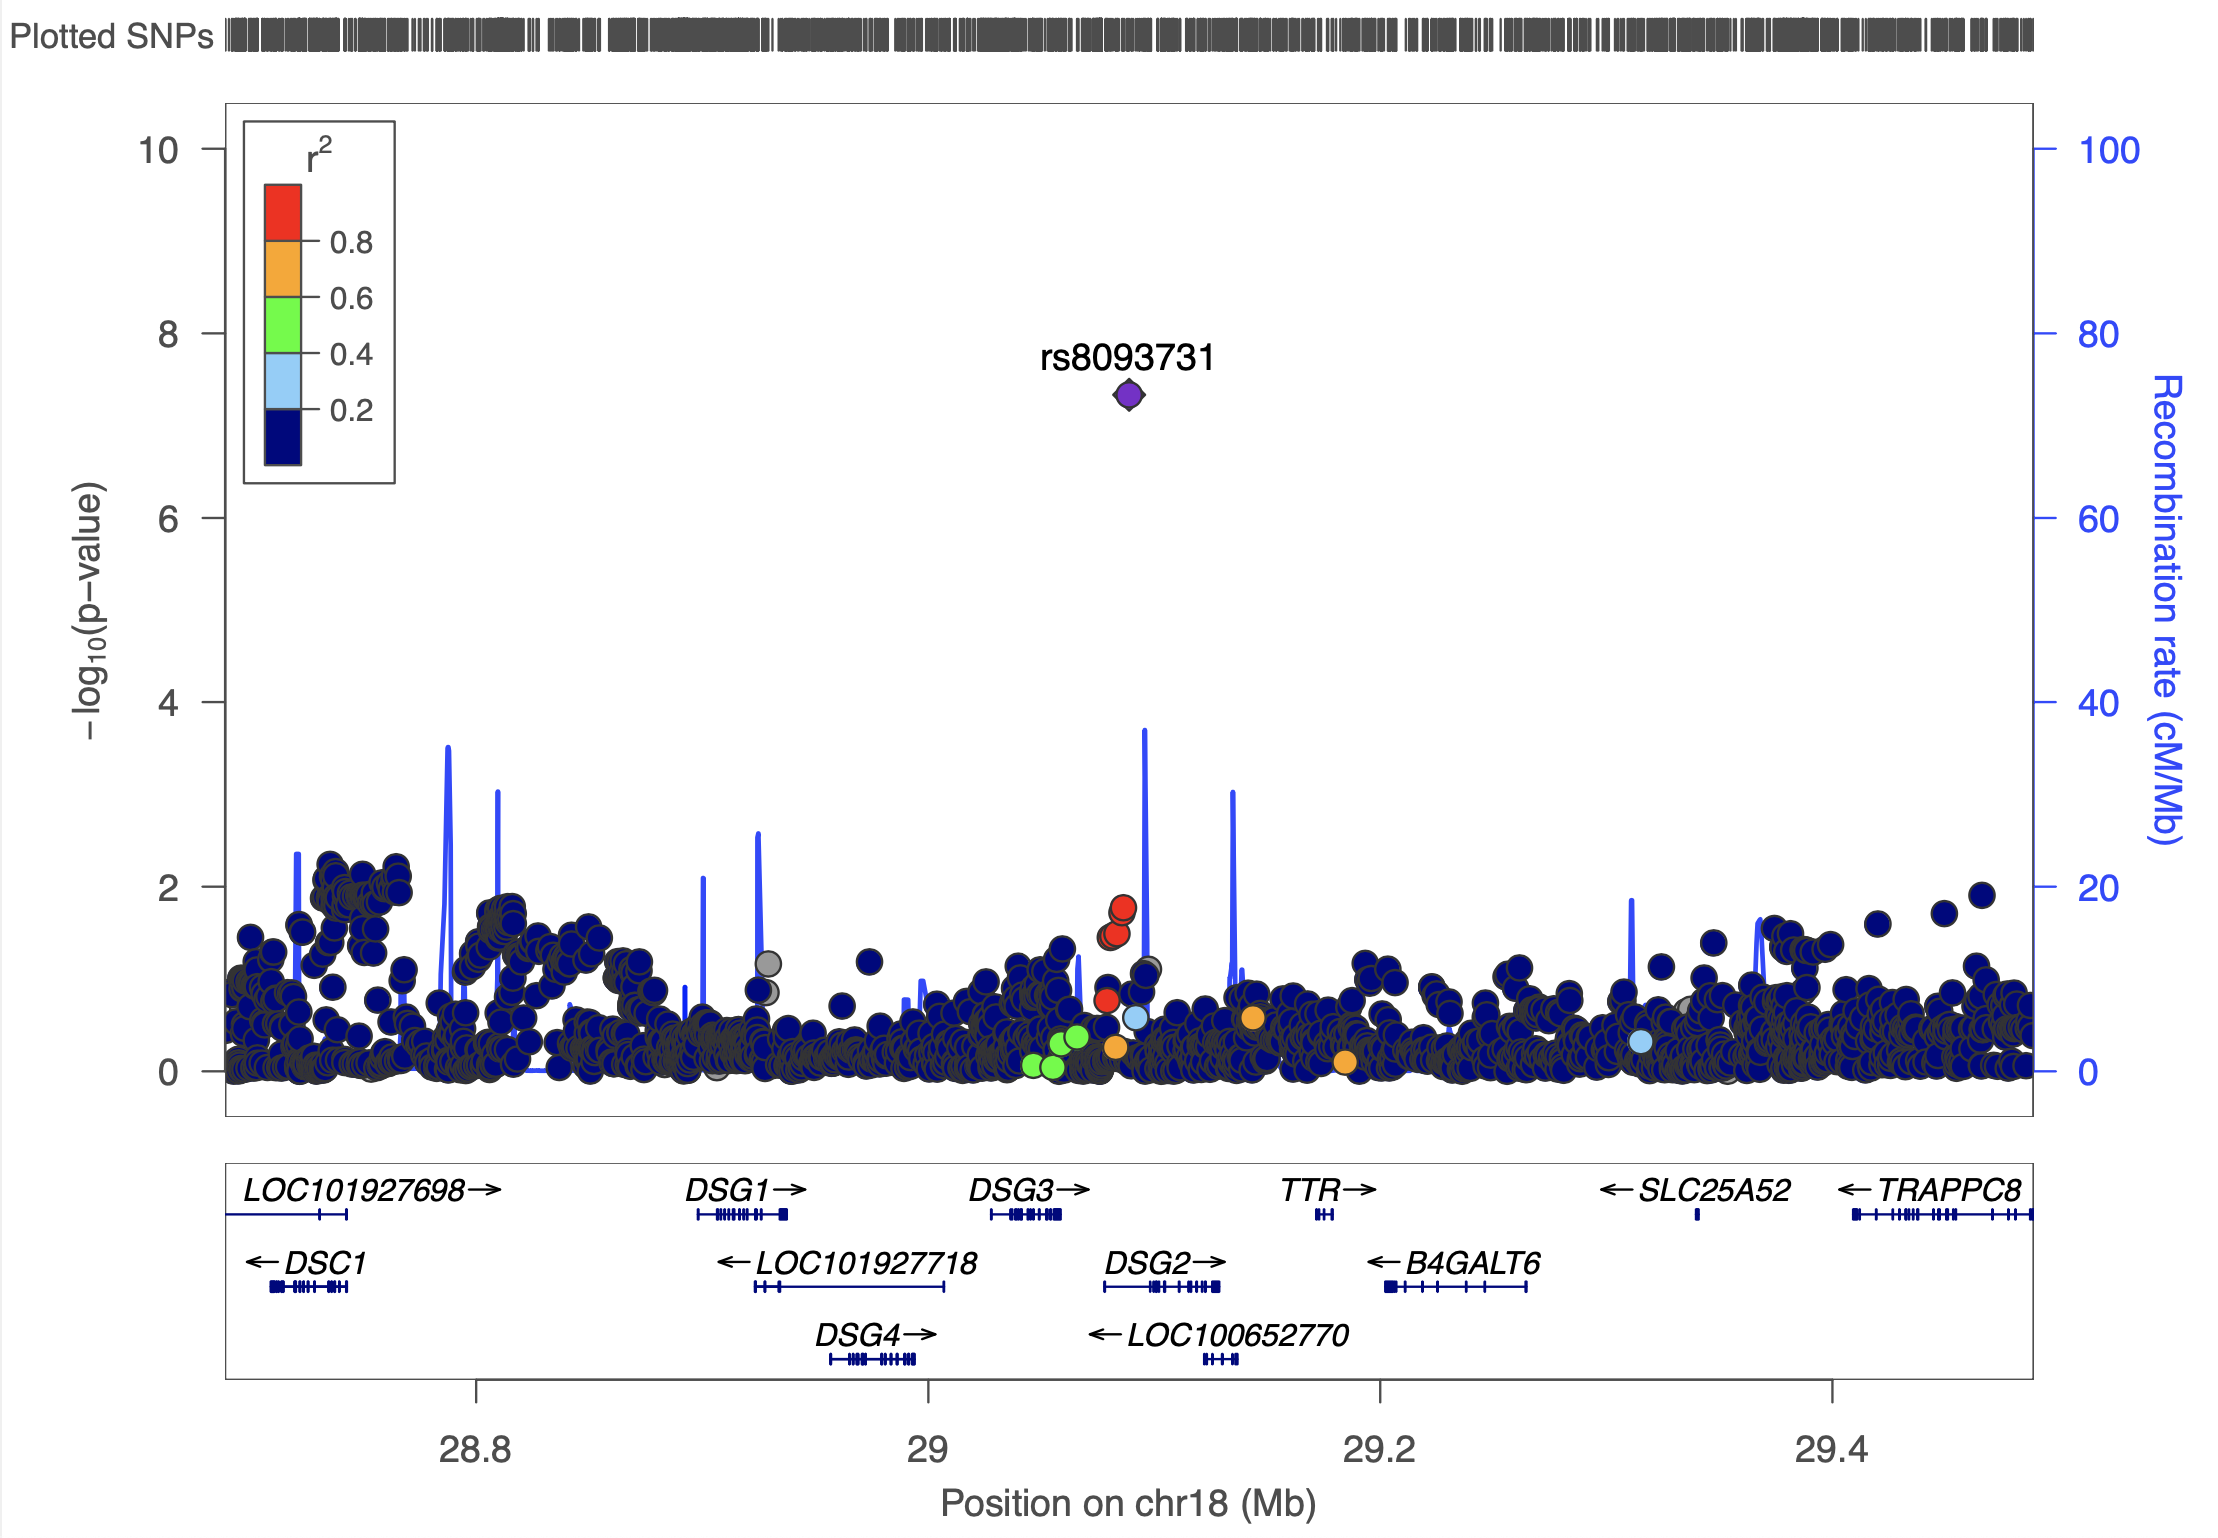 Plotted SNPs
r2
0.8
0.6
0.4
0.2
rs8093731
10
8
6
4
2
0
−log10(p−value)
100
80
60
40
20
0
Recombination rate (cM/Mb)
LOC101927698→ DSG1→ DSG3→ TTR→ ←SLC25A52 ←TRAPPC8
←DSC1 ←LOC101927718 DSG2→ ←B4GALT6
DSG4→ ←LOC100652770
28.8 29 29.2 29.4
Position on chr18 (Mb)